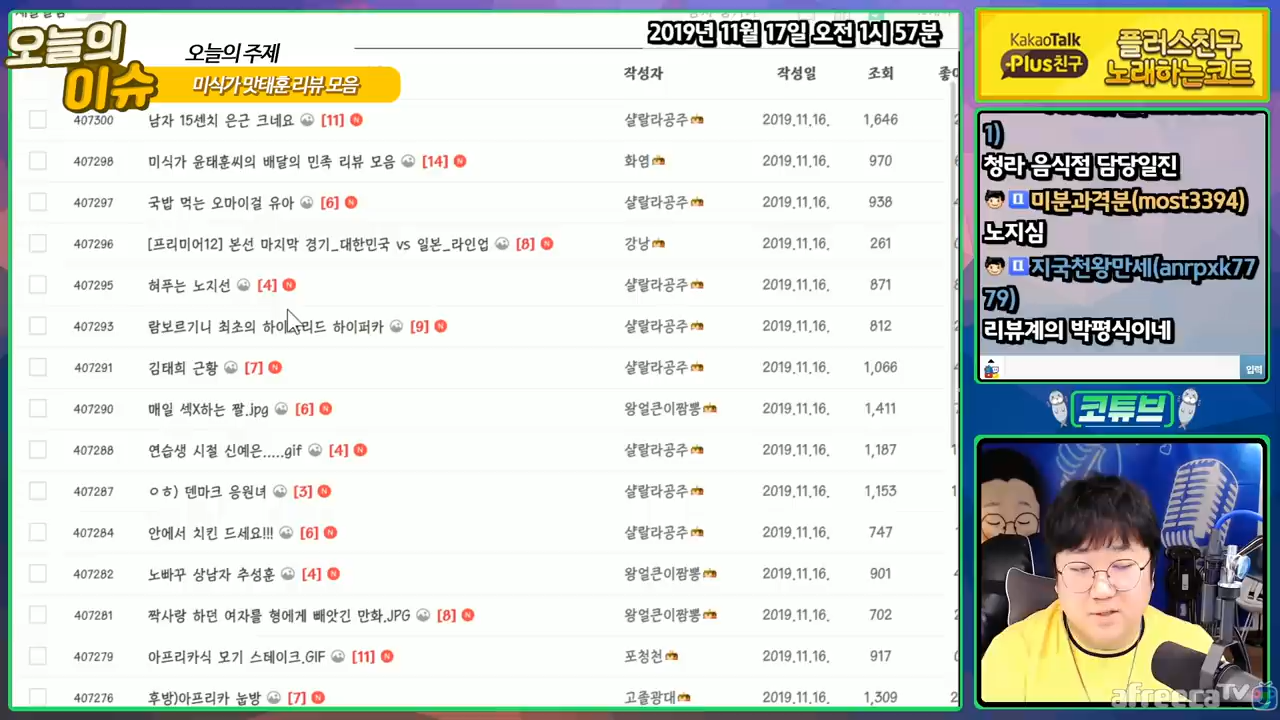 오늘의
이슈
오늘의 주제
미식가 맛태훈 리뷰 모음
2019년 11월 17일 오전 1시 57분
작성자 작성일 조회
407300 남자 15센치 은근 크네요 [11] N 샬랄라공주 2019.11.16. 1,646
407298 미식가 윤태훈씨의 배달의 민족 리뷰 모음 [14] N 화염 2019.11.16. 970
407297 국밥 먹는 오마이걸 유아 [6] N 샬랄라공주 2019.11.16. 938
407296 [프리미어12] 본선 마지막 경기_대한민국 vs 일본_라인업 [8] N 강낭 2019.11.16. 261
407295 혀푸는 노지선 [4] N 샬랄라공주 2019.11.16. 871
407293 람보르기니 최초의 하이 리드 하이퍼카 [9] N 샬랄라공주 2019.11.16. 812
407291 김태희 근황 [7] N 샬랄라공주 2019.11.16. 1,066
407290 매일 섹X하는 짤.jpg [6] N 왕얼큰이짬뽕 2019.11.16. 1,411
407288 연습생 시절 신예은.....gif [4] N 샬랄라공주 2019.11.16. 1,187
407287 ㅇㅎ) 덴마크 응원녀 [3] N 샬랄라공주 2019.11.16. 1,153
407284 안에서 치킨 드세요!!! [6] N 샬랄라공주 2019.11.16. 747
407282 노빠꾸 상남자 추성훈 [4] N 왕얼큰이짬뽕 2019.11.16. 901
407281 짝사랑 하던 여자를 형에게 빼앗긴 만화.JPG [8] N 왕얼큰이짬뽕 2019.11.16. 702
407279 아프리카식 모기 스테이크.GIF [11] N 포청천 2019.11.16. 917
407276 후방)아프리카 눕방 [7] N 고졸광대 2019.11.16. 1,309
KakaoTalk
Plus친구
플러스친구
노래하는코트
1)
청라 음식점 담당일진
미분과격분(most3394)
노지심
지국천왕만세(anrpxk77
79)
리뷰계의 박평식이네
입력
코튜브
afreecaTV